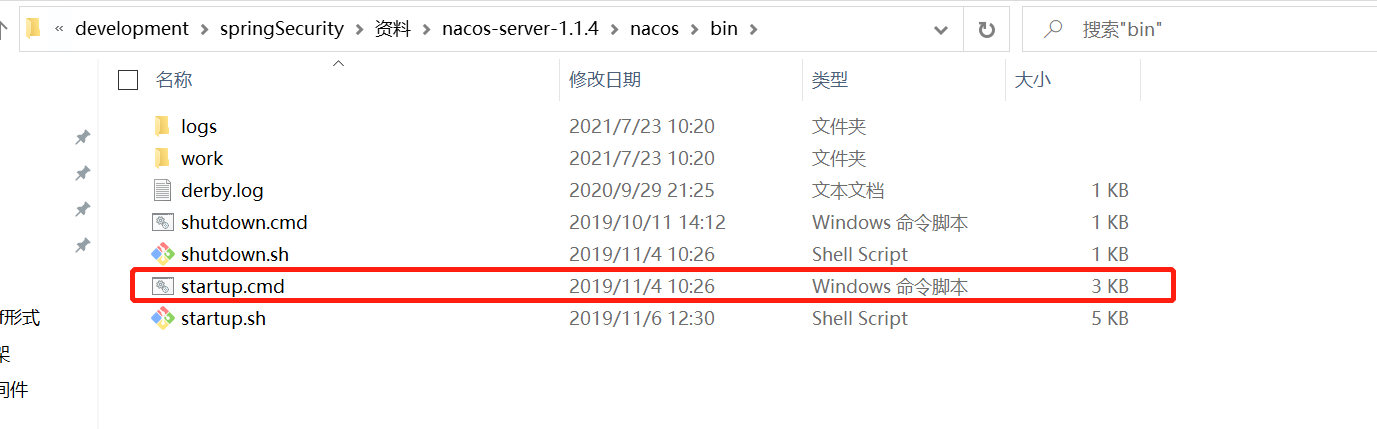 « development > springSecurity > 资料 > nacos-server-1.1.4 > nacos > bin > 搜索"bin"
名称 修改日期 类型 大小
logs 2021/7/23 10:20 文件夹
work 2021/7/23 10:20 文件夹
derby.log 2020/9/29 21:25 文本文档 1 KB
shutdown.cmd 2019/10/11 14:12 Windows 命令脚本 1 KB
shutdown.sh 2019/11/4 10:26 Shell Script 1 KB
startup.cmd 2019/11/4 10:26 Windows 命令脚本 3 KB
startup.sh 2019/11/6 12:30 Shell Script 5 KB
f形式
架
间件